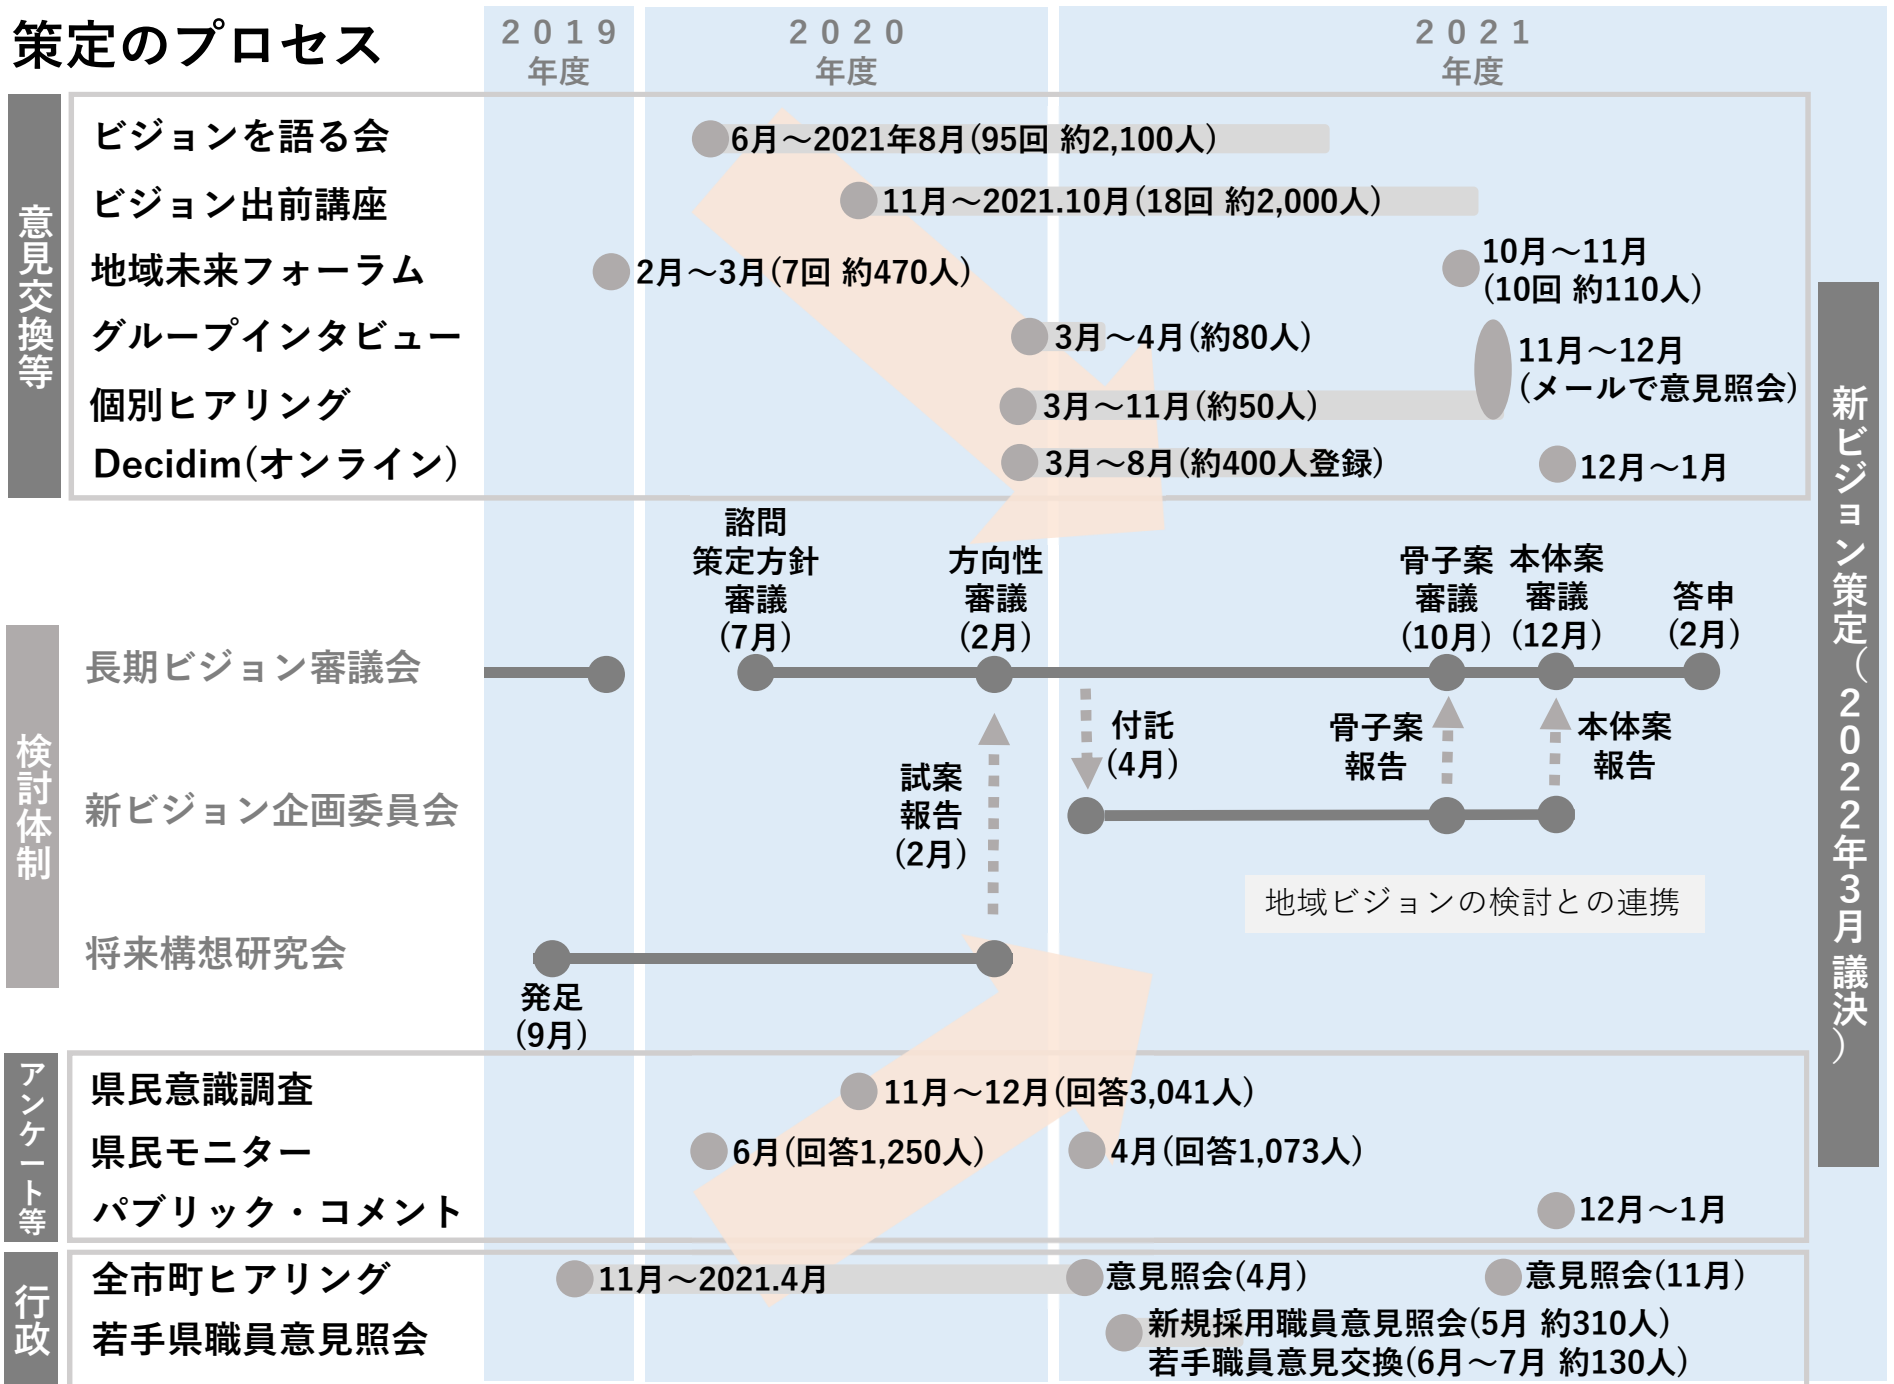 策定のプロセス
２０１９
年度
２０２０
年度
２０２１
年度
意見交換等
ビジョンを語る会
6月～2021年8月(95回 約2,100人)
ビジョン出前講座
11月～2021.10月(18回 約2,000人)
地域未来フォーラム
2月～3月(7回 約470人)
10月～11月
(10回 約110人)
グループインタビュー
3月～4月(約80人)
11月～12月
(メールで意見照会)
個別ヒアリング
3月～11月(約50人)
Decidim(オンライン)
3月～8月(約400人登録)
12月～1月
検討体制
長期ビジョン審議会
諮問
策定方針
審議
(7月)
方向性
審議
(2月)
骨子案
審議
(10月)
本体案
審議
(12月)
答申
(2月)
新ビジョン企画委員会
試案
報告
(2月)
付託
(4月)
骨子案
報告
本体案
報告
地域ビジョンの検討との連携
将来構想研究会
発足
(9月)
アンケート等
県民意識調査
11月～12月(回答3,041人)
県民モニター
6月(回答1,250人)
4月(回答1,073人)
パブリック・コメント
12月～1月
行政
全市町ヒアリング
11月～2021.4月
意見照会(4月)
意見照会(11月)
若手県職員意見照会
新規採用職員意見照会(5月 約310人)
若手職員意見交換(6月～7月 約130人)
新ビジョン策定（２０２２年３月 議決）